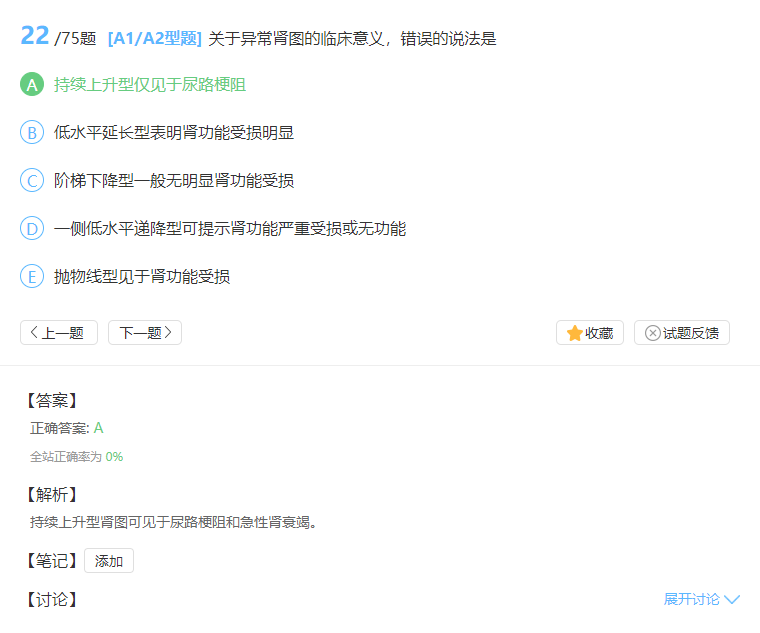 22 /75题 [A1/A2型题] 关于异常肾图的临床意义，错误的说法是
A 持续上升型仅见于尿路梗阻
B 低水平延长型表明肾功能受损明显
C 阶梯下降型一般无明显肾功能受损
D 一侧低水平递降型可提示肾功能严重受损或无功能
E 抛物线型见于肾功能受损
上一题 下一题 收藏 试题反馈
【答案】
正确答案: A
全站正确率为 0%
【解析】
持续上升型肾图可见于尿路梗阻和急性肾衰竭。
【笔记】 添加
【讨论】 展开讨论